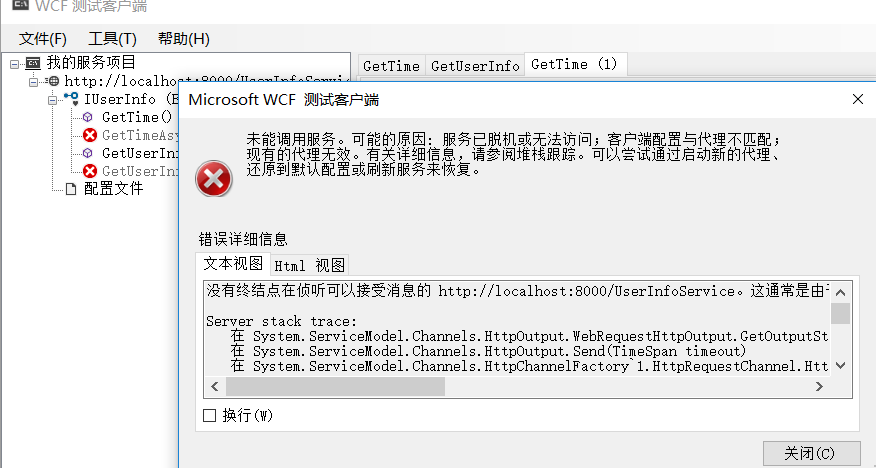 WCF 测试客户端
文件(F) 工具(T) 帮助(H)
我的服务项目
http://localhost:8000/UserInfoServic
IUserInfo (B
GetTime()
GetTimeAsy
GetUserInf
GetUserInf
配置文件
GetTime GetUserInfo GetTime (1)
Microsoft WCF 测试客户端
未能调用服务。可能的原因: 服务已脱机或无法访问; 客户端配置与代理不匹配;
现有的代理无效。有关详细信息，请参阅堆栈跟踪。可以尝试通过启动新的代理、
还原到默认配置或刷新服务来恢复。
错误详细信息
文本视图 Html 视图
没有终结点在侦听可以接受消息的 http://localhost:8000/UserInfoService。这通常是由于
Server stack trace:
在 System.ServiceModel.Channels.HttpOutput.WebRequestHttpOutput.GetOutputSt
在 System.ServiceModel.Channels.HttpOutput.Send(TimeSpan timeout)
在 System.ServiceModel.Channels.HttpChannelFactory`1.HttpRequestChannel.Htt
换行(W)
关闭(C)